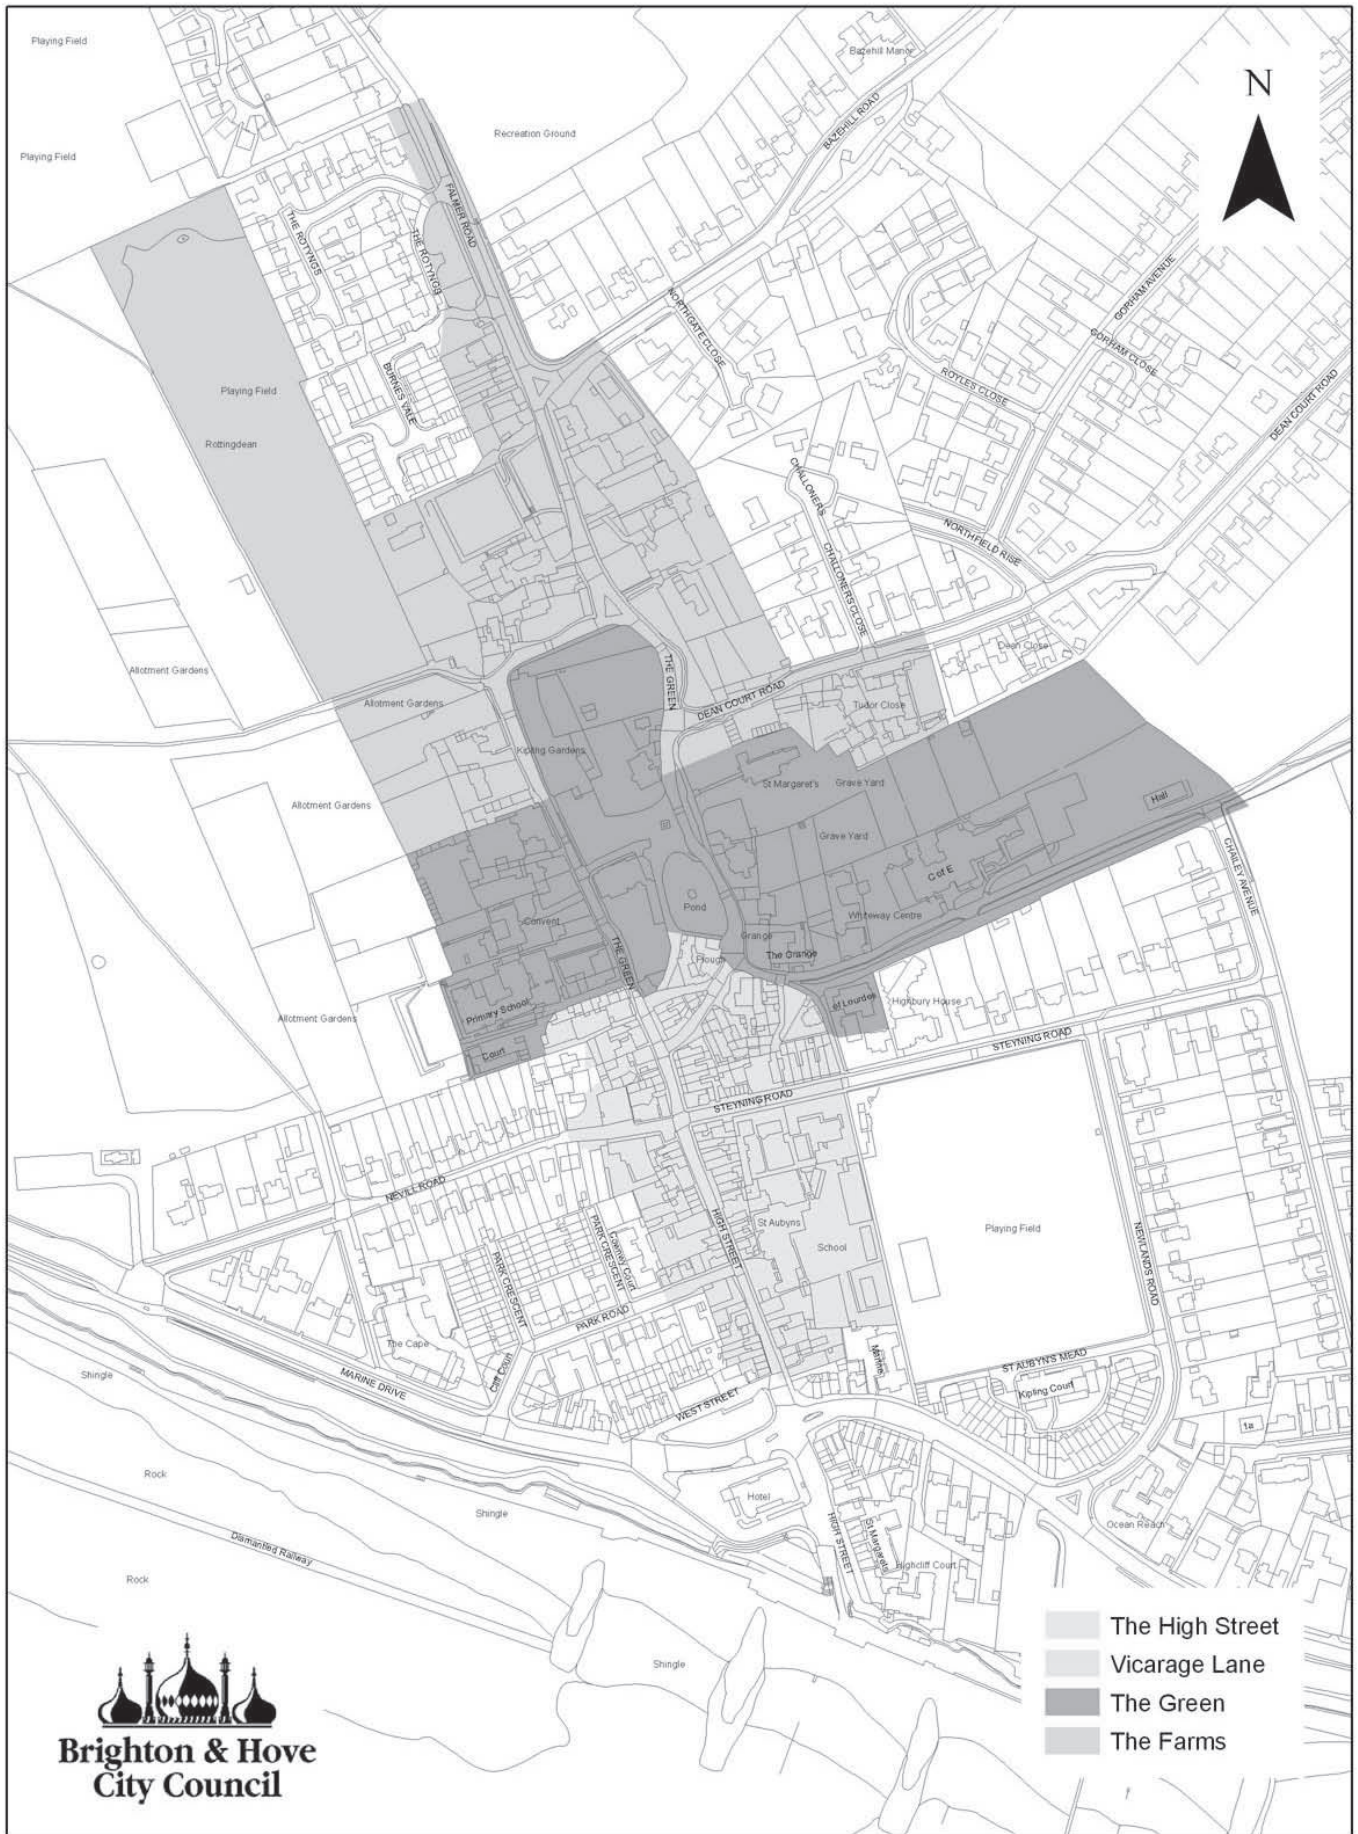 Playing Field
Bazehill Manor
N
Playing Field
Recreation Ground
BAZEHILL ROAD
FALMER ROAD
THE ROTYNGS
THE ROTYNGS
NORTHGATE CLOSE
GORHAM AVENUE
GORHAM CLOSE
ROYLES CLOSE
DEAN COURT ROAD
BURNES VALE
Playing Field
Rottingdean
CHALLONERS
NORTHFIELD RISE
CHALLONERS CLOSE
Dean Close
Allotment Gardens
THE GREEN
DEAN COURT ROAD
Tudor Close
Allotment Gardens
Kipling Gardens
St Margaret's
Grave Yard
Hall
Allotment Gardens
Grave Yard
CHAILEY AVENUE
C of E
Pond
Whiteway Centre
Convent
THE GREEN
Grange
The Grange
Plough
Primary School
of Lourdes
Highbury House
Allotment Gardens
Court
STEYNING ROAD
STEYNING ROAD
NEVILL ROAD
HIGH STREET
St Aubyns
School
Playing Field
NEWLANDS ROAD
PARK CRESCENT
PARK CRESCENT
Cowley Court
PARK ROAD
The Cape
Cliff Court
MARINE DRIVE
Marine
ST AUBYN'S MEAD
Kipling Court
WEST STREET
1a
Shingle
Rock
Hotel
Shingle
HIGH STREET
St Margarets
Highcliff Court
Ocean Reach
Dismantled Railway
Rock
Shingle
The High Street
Vicarage Lane
The Green
The Farms
Brighton & Hove
City Council